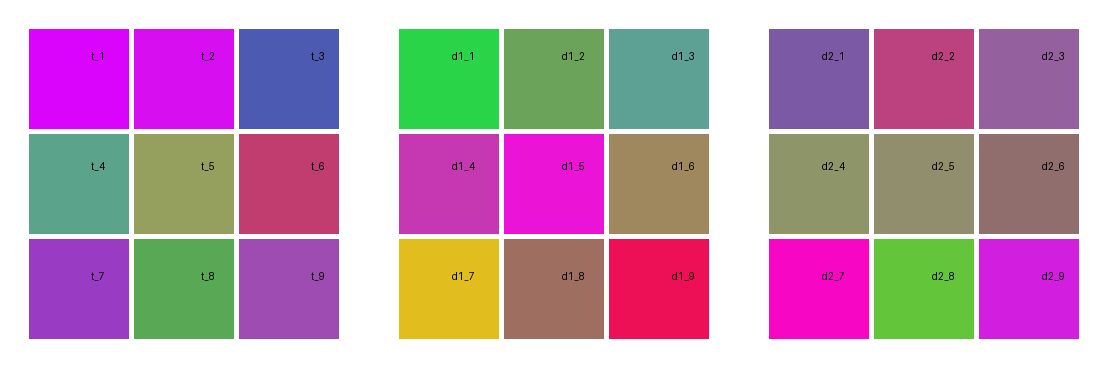 t_1 t_2 t_3 d1_1 d1_2 d1_3 d2_1 d2_2 d2_3
t_4 t_5 t_6 d1_4 d1_5 d1_6 d2_4 d2_5 d2_6
t_7 t_8 t_9 d1_7 d1_8 d1_9 d2_7 d2_8 d2_9